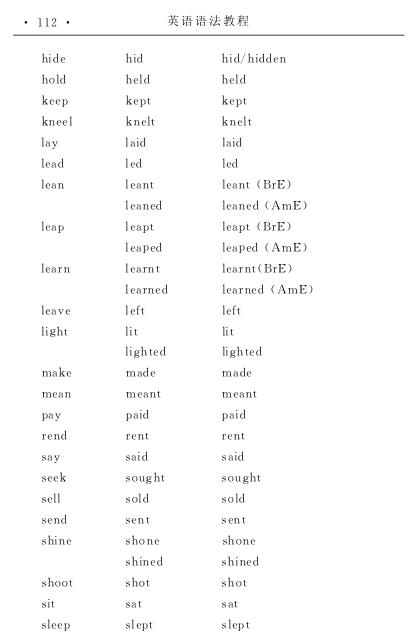 · 112 · 英语语法教程
hide hid hid/hidden
hold held held
keep kept kept
kneel knelt knelt
lay laid laid
lead led led
lean leant leant (BrE)
leaned leaned (AmE)
leap leapt leapt (BrE)
leaped leaped (AmE)
learn learnt learnt(BrE)
learned learned (AmE)
leave left left
light lit lit
lighted lighted
make made made
mean meant meant
pay paid paid
rend rent rent
say said said
seek sought sought
sell sold sold
send sent sent
shine shone shone
shined shined
shoot shot shot
sit sat sat
sleep slept slept